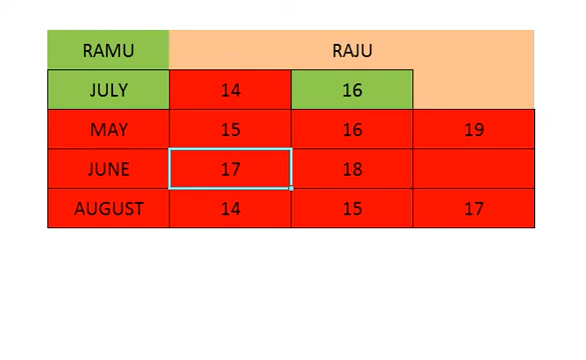 RAMU RAJU
JULY 14 16
MAY 15 16 19
JUNE 17 18
AUGUST 14 15 17